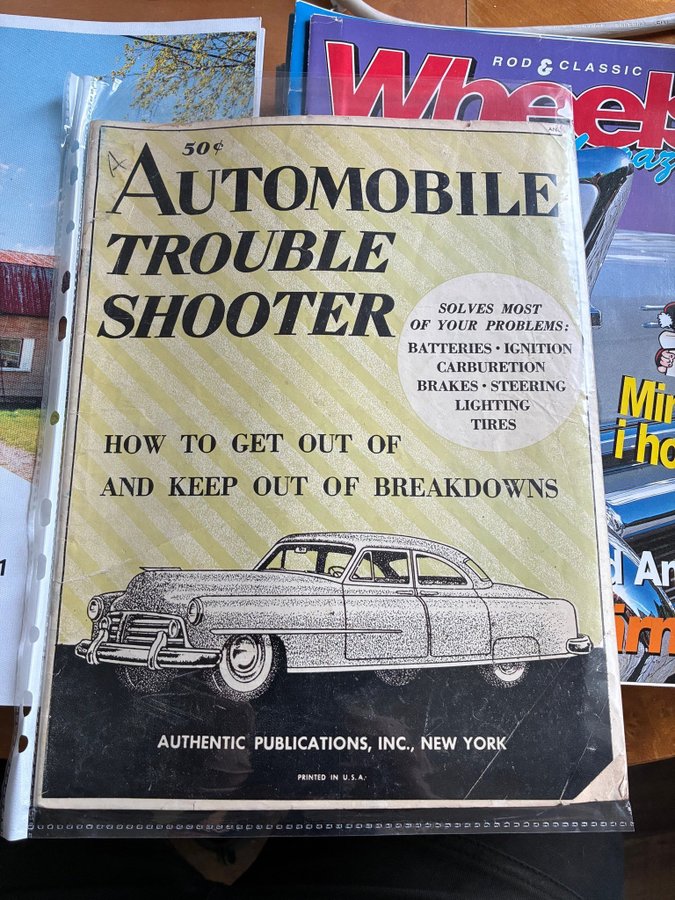 ROD & CLASSIC
Wheels
50¢
AUTOMOBILE
TROUBLE
SHOOTER
SOLVES MOST
OF YOUR PROBLEMS:
BATTERIES • IGNITION
CARBURETION
BRAKES • STEERING
LIGHTING
TIRES
HOW TO GET OUT OF
AND KEEP OUT OF BREAKDOWNS
AUTHENTIC PUBLICATIONS, INC., NEW YORK
PRINTED IN U.S.A.